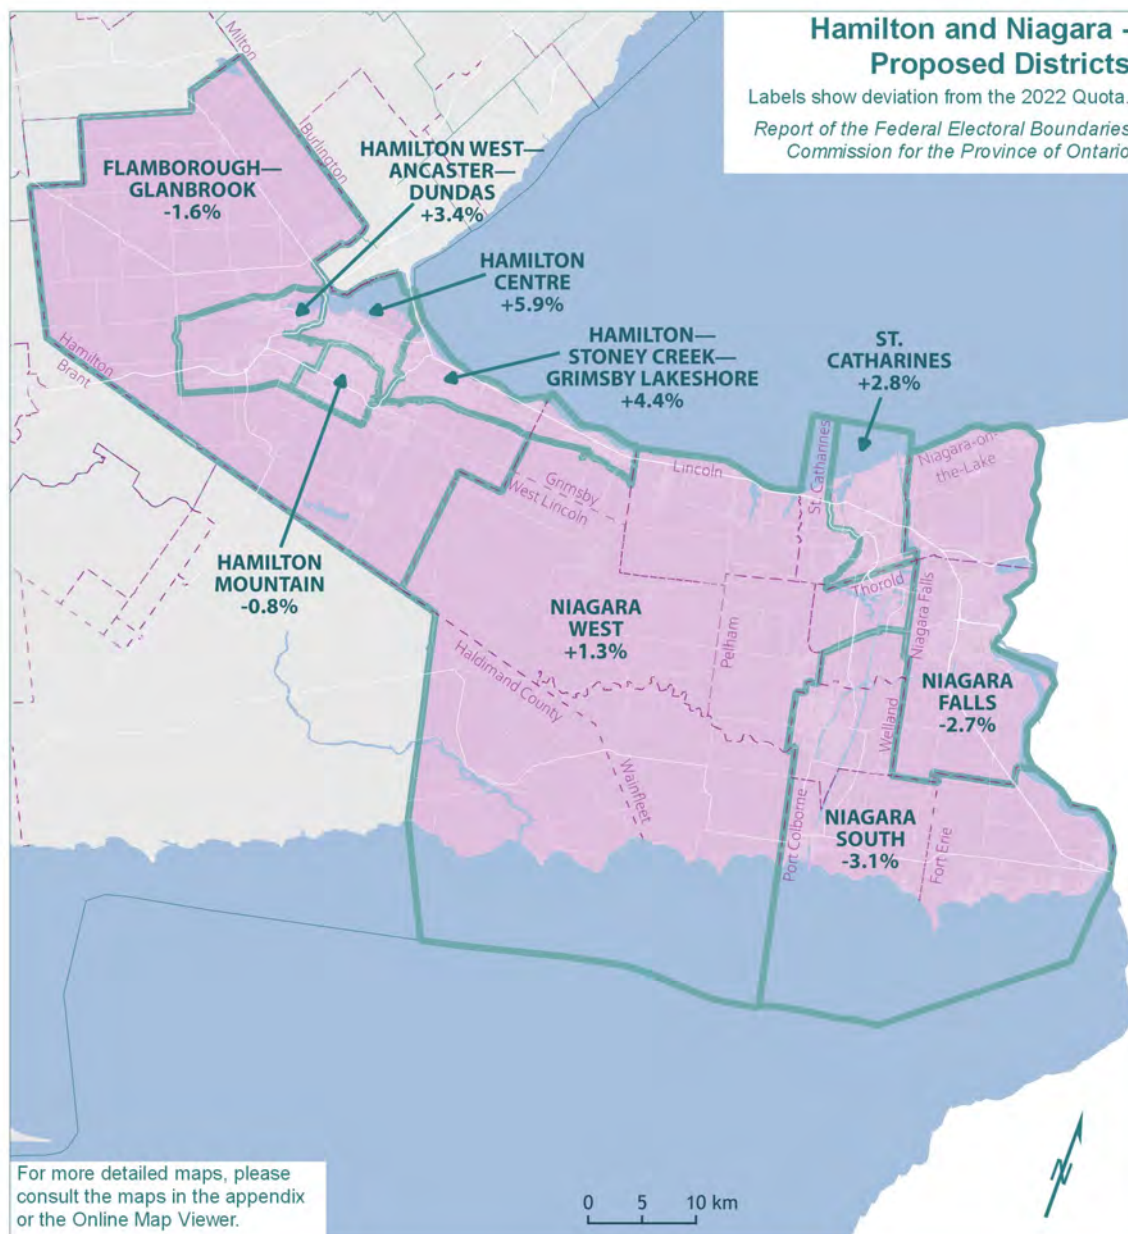 Hamilton and Niagara -
Proposed Districts
Labels show deviation from the 2022 Quota.
Report of the Federal Electoral Boundaries
Commission for the Province of Ontario
Milton
Burlington
FLAMBOROUGH—
GLANBROOK
-1.6%
HAMILTON WEST—
ANCASTER—
DUNDAS
+3.4%
HAMILTON
CENTRE
+5.9%
HAMILTON—
STONEY CREEK—
GRIMSBY LAKESHORE
+4.4%
ST.
CATHARINES
+2.8%
Hamilton
Brant
St. Catharines
Niagara-on-
the-Lake
Lincoln
Grimsby
West Lincoln
HAMILTON
MOUNTAIN
-0.8%
Thorold
Niagara Falls
NIAGARA
WEST
+1.3%
Pelham
Haldimand County
NIAGARA
FALLS
-2.7%
Welland
Wainfleet
Port Colborne
NIAGARA
SOUTH
-3.1%
Fort Erie
For more detailed maps, please
consult the maps in the appendix
or the Online Map Viewer.
0 5 10 km
N